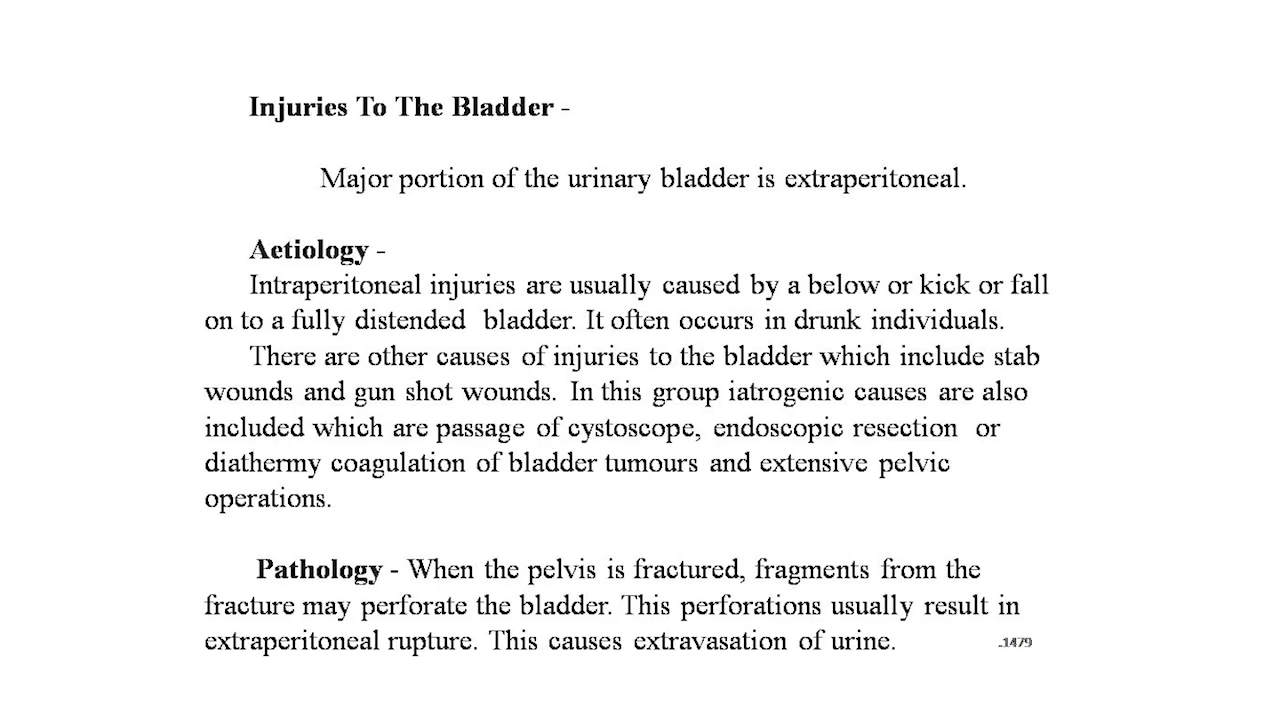 Injuries To The Bladder -
Major portion of the urinary bladder is extraperitoneal.
Aetiology -
Intraperitoneal injuries are usually caused by a below or kick or fall
on to a fully distended bladder. It often occurs in drunk individuals.
There are other causes of injuries to the bladder which include stab
wounds and gun shot wounds. In this group iatrogenic causes are also
included which are passage of cystoscope, endoscopic resection or
diathermy coagulation of bladder tumours and extensive pelvic
operations.
Pathology - When the pelvis is fractured, fragments from the
fracture may perforate the bladder. This perforations usually result in
extraperitoneal rupture. This causes extravasation of urine. .1479